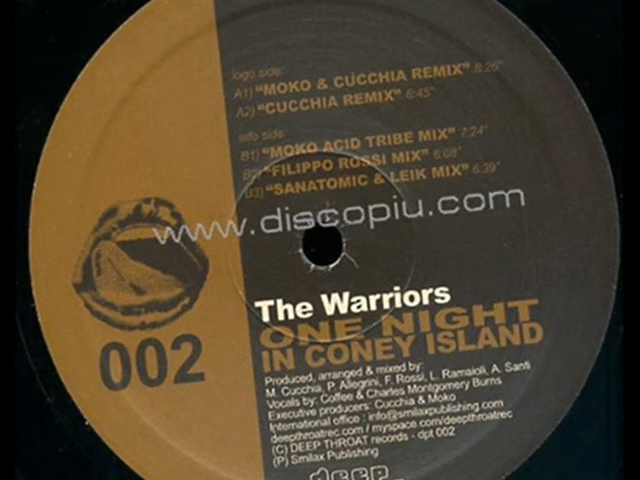 logo side:
A1) "MOKO & CUCCHIA REMIX" 8:26"
A2) "CUCCHIA REMIX" 6:45"
info side:
B1) "MOKO ACID TRIBE MIX" 7:24"
B2) "FILIPPO ROSSI MIX" 6:08"
B3) "SANATOMIC & LEIK MIX" 6:39"
www.discopiu.com
The Warriors
ONE NIGHT
IN CONEY ISLAND
002
Produced, arranged & mixed by:
M. Cucchia, P. Allegrini, F. Rossi, L. Ramaioli, A. Santi
Vocals by: Coffee & Charles Montgomery Burns
Executive producers: Cucchia & Moko
International office : info@smilaxpublishing.com
deepthroatrec.com / myspace.com/deepthroatrec
(C) DEEP THROAT records - dpt 002
(P) Smilax Publishing
deep